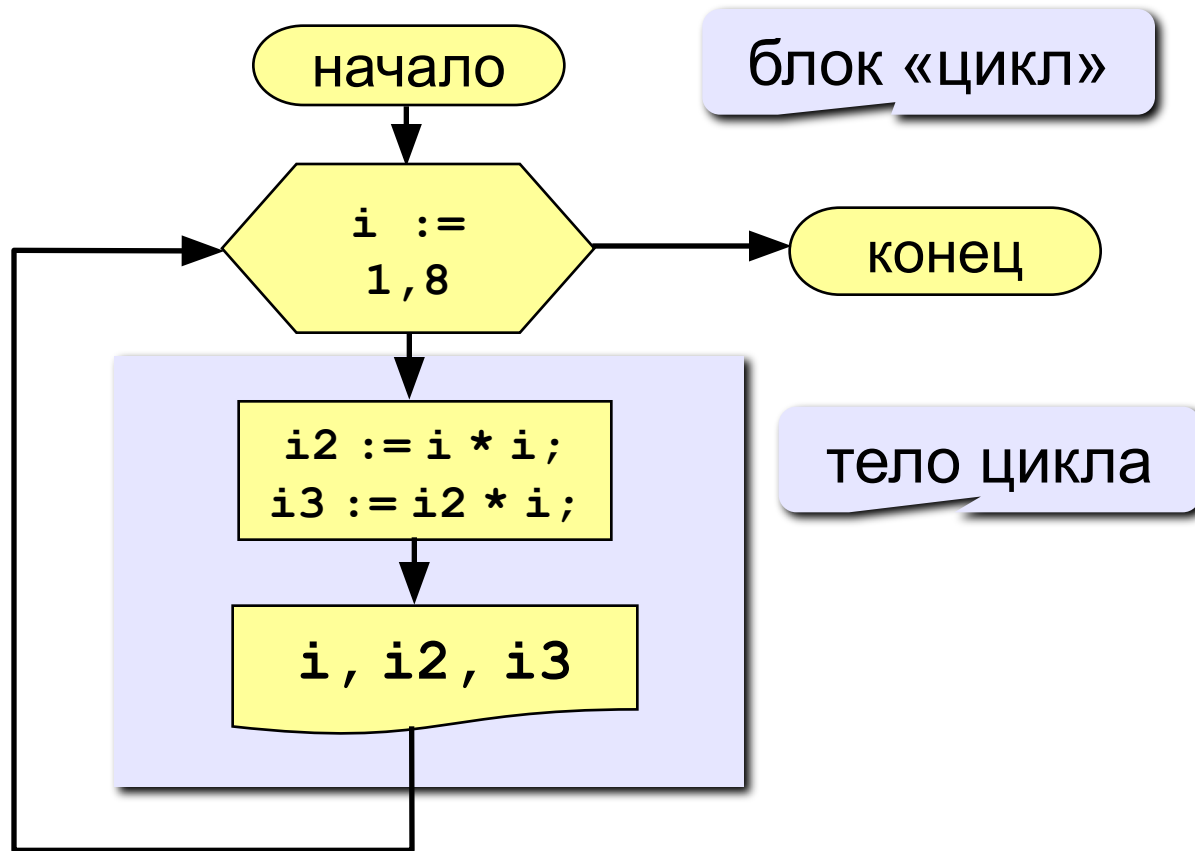 начало
блок «цикл»
i :=
1,8
конец
i2 := i * i;
i3 := i2 * i;
тело цикла
i, i2, i3